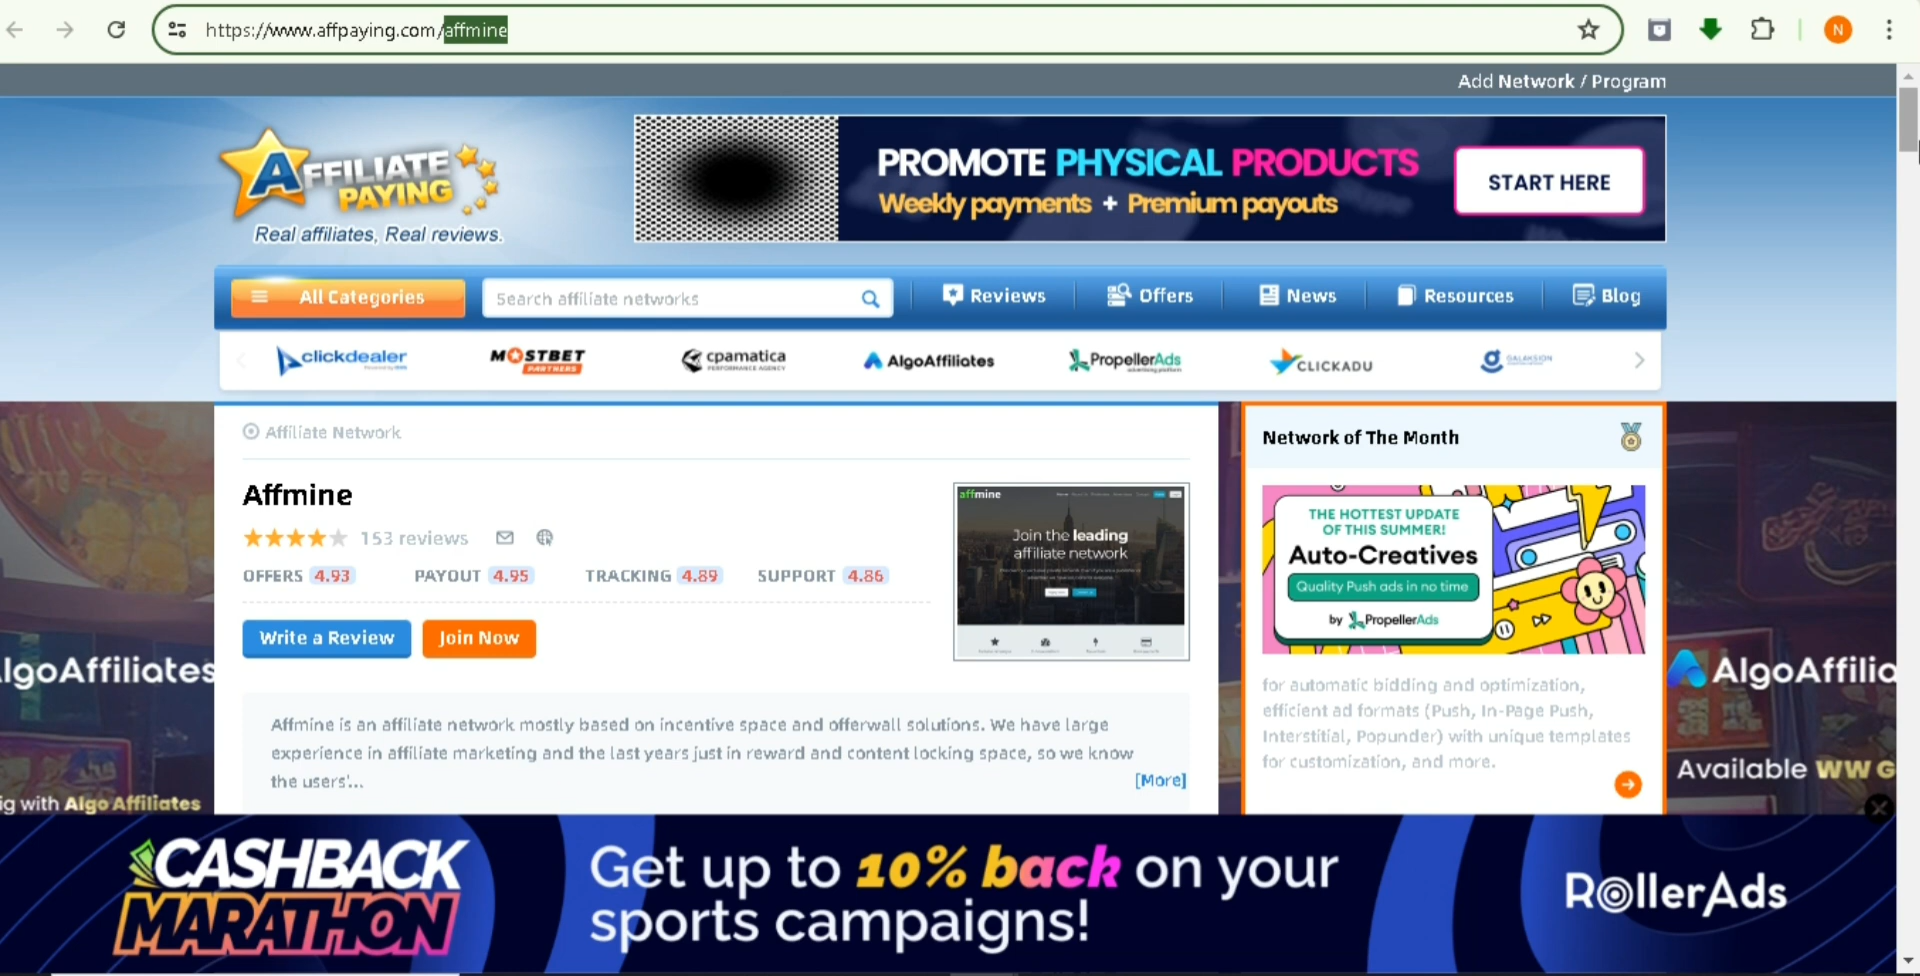 https://www.affpaying.com/affmine
N
Add Network / Program
AFFILIATE
PAYING
Real affiliates, Real reviews.
PROMOTE PHYSICAL PRODUCTS
Weekly payments + Premium payouts
START HERE
All Categories
Search affiliate networks
Reviews
Offers
News
Resources
Blog
clickdealer
MOSTBET
PARTNERS
cpamatica
PERFORMANCE AGENCY
AlgoAffiliates
PropellerAds
advertising platform
CLICKADU
GALAKSION
Affiliate Network
Affmine
153 reviews
OFFERS 4.93 PAYOUT 4.95 TRACKING 4.89 SUPPORT 4.86
Write a Review
Join Now
affmine
Join the leading
affiliate network
Affmine is an affiliate network mostly based on incentive space and offerwall solutions. We have large
experience in affiliate marketing and the last years just in reward and content locking space, so we know
the users'...
[More]
Network of The Month
THE HOTTEST UPDATE
OF THIS SUMMER!
Auto-Creatives
Quality Push ads in no time
by PropellerAds
for automatic bidding and optimization,
efficient ad formats (Push, In-Page Push,
Interstitial, Popunder) with unique templates
for customization, and more.
lgoAffiliates
ig with Algo Affiliates
AlgoAffilia
Available WW G
CASHBACK
MARATHON
Get up to 10% back on your
sports campaigns!
RollerAds